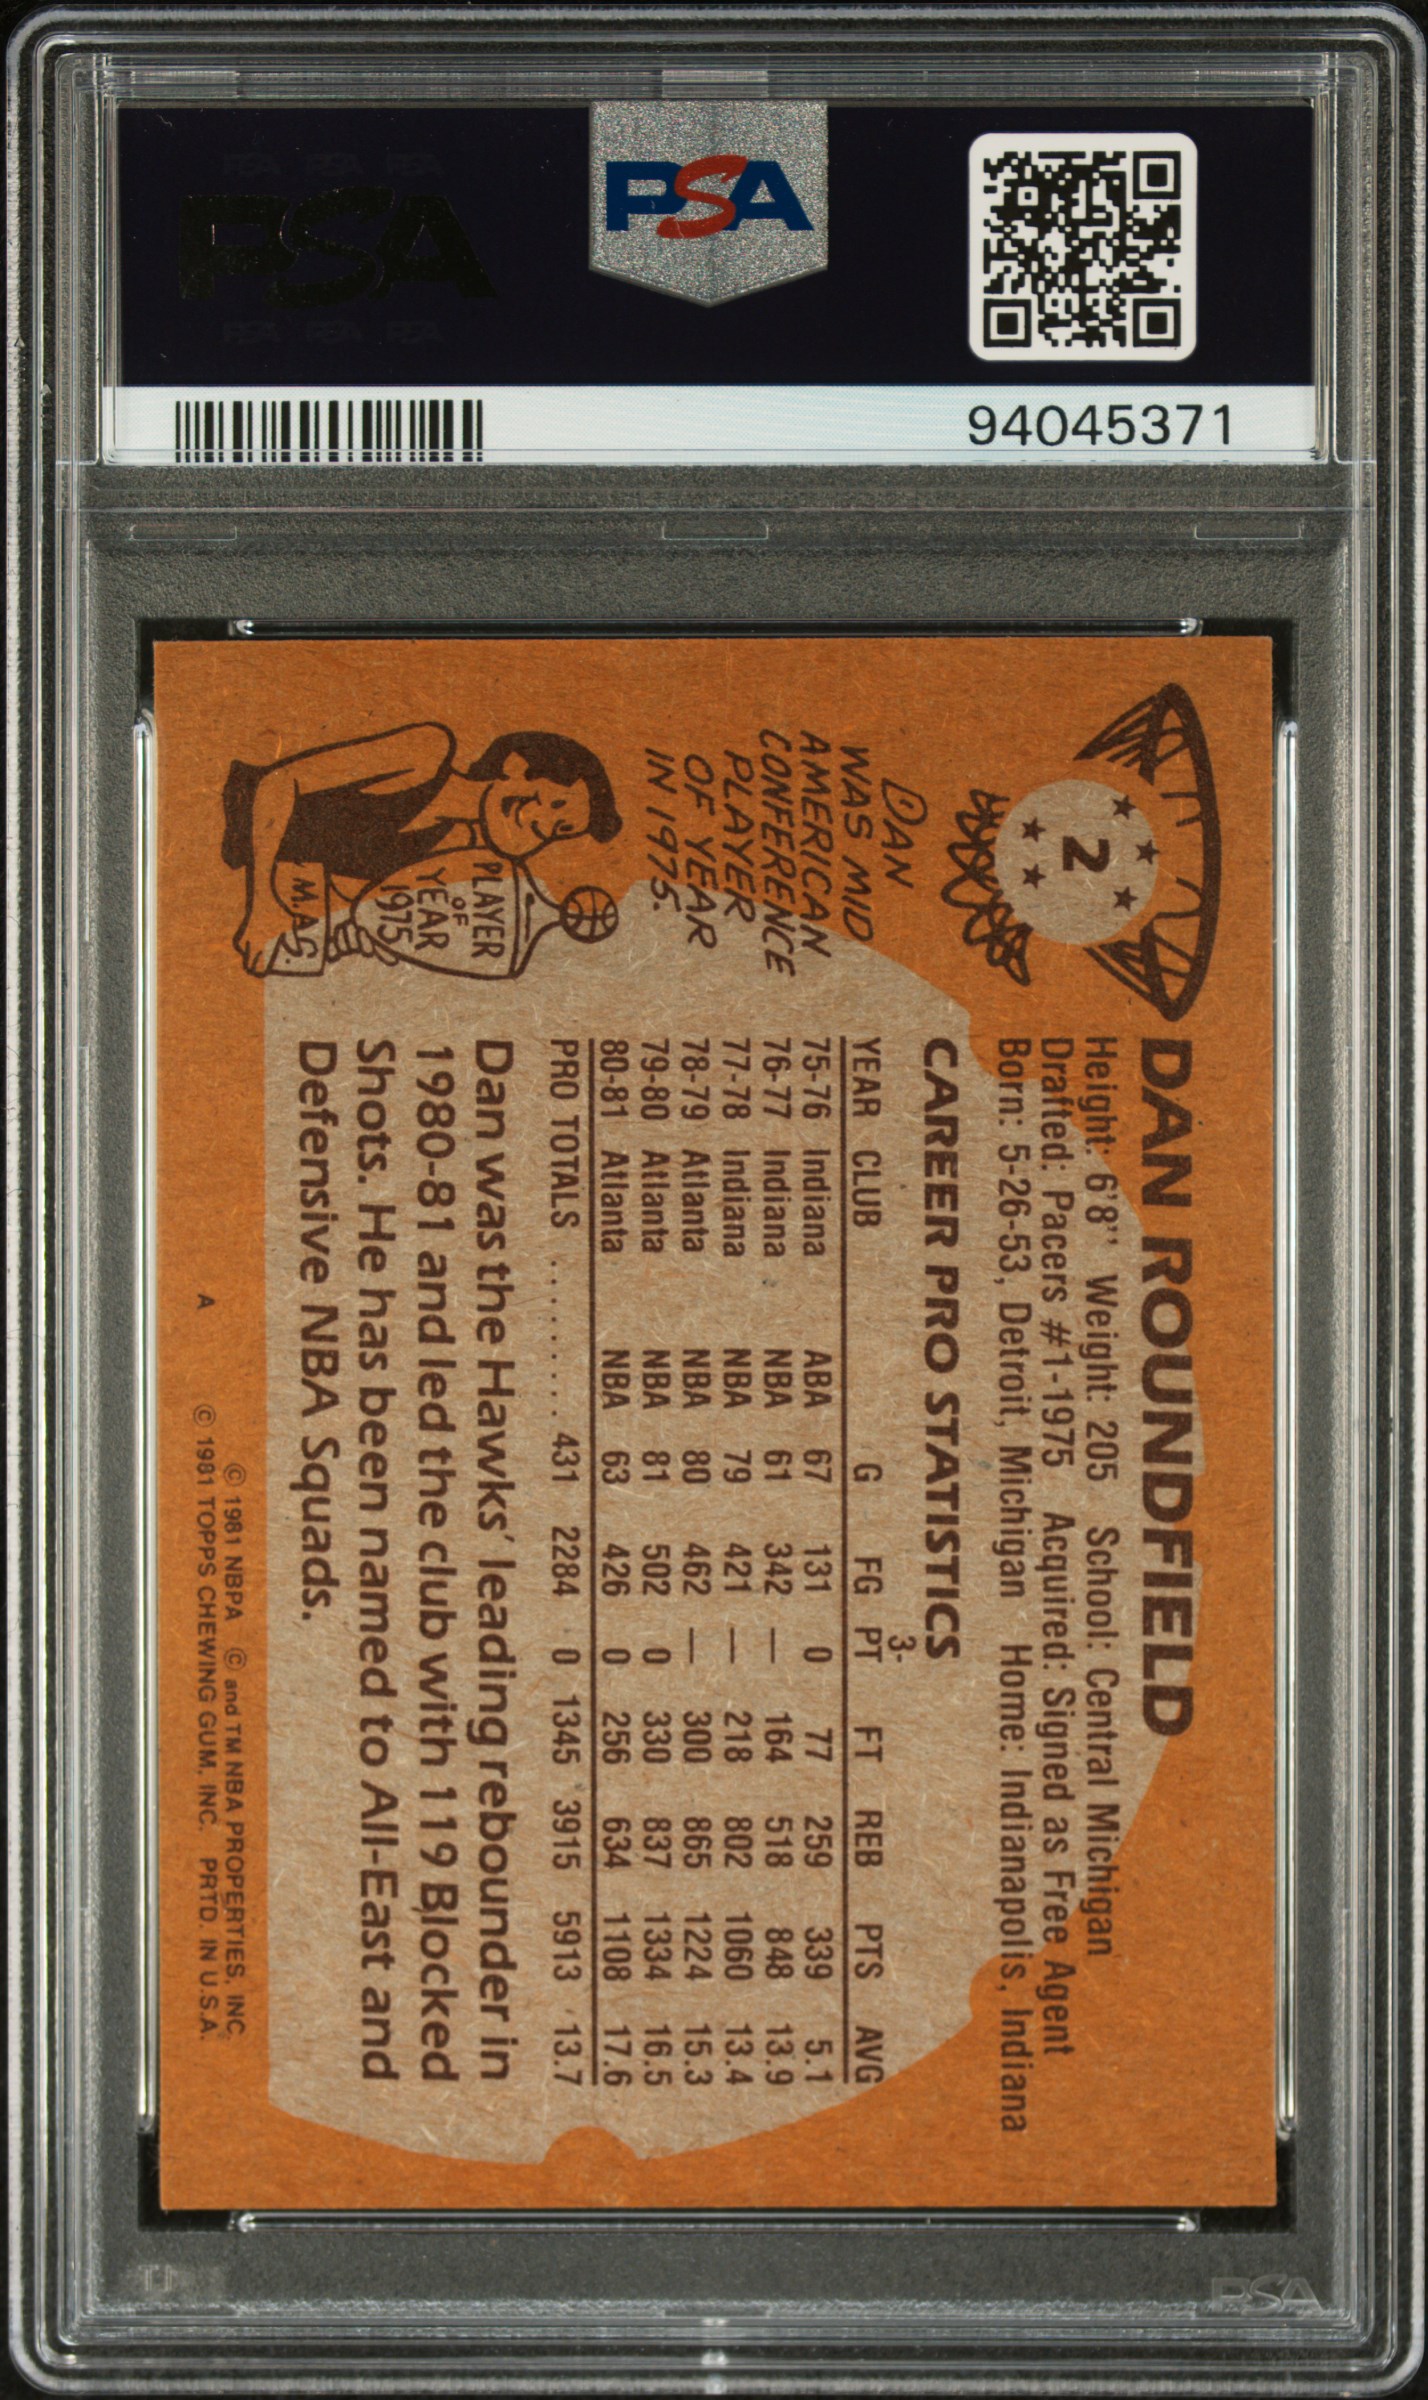 PSA
PSA PSA PSA
PSA
PSA PSA PSA
94045371
2
DAN ROUNDFIELD
Height: 6'8" Weight: 205 School: Central Michigan
Drafted: Pacers #1-1975 Acquired: Signed as Free Agent
Born: 5-26-53, Detroit, Michigan Home: Indianapolis, Indiana
DAN
WAS MID
AMERICAN
CONFERENCE
PLAYER
OF YEAR
IN 1975.
PLAYER
OF
YEAR
1975
M.A.C.
CAREER PRO STATISTICS
YEAR CLUB G FG 3-PT FT REB PTS AVG
75-76 Indiana ABA 67 131 0 77 259 339 5.1
76-77 Indiana NBA 61 342 — 164 518 848 13.9
77-78 Indiana NBA 79 421 — 218 802 1060 13.4
78-79 Atlanta NBA 80 462 — 300 865 1224 15.3
79-80 Atlanta NBA 81 502 0 330 837 1334 16.5
80-81 Atlanta NBA 63 426 0 256 634 1108 17.6
PRO TOTALS ........ 431 2284 0 1345 3915 5913 13.7
Dan was the Hawks' leading rebounder in
1980-81 and led the club with 119 Blocked
Shots. He has been named to All-East and
Defensive NBA Squads.
© 1981 NBPA © and TM NBA PROPERTIES, INC.
A © 1981 TOPPS CHEWING GUM, INC. PRTD. IN U.S.A.
PSA